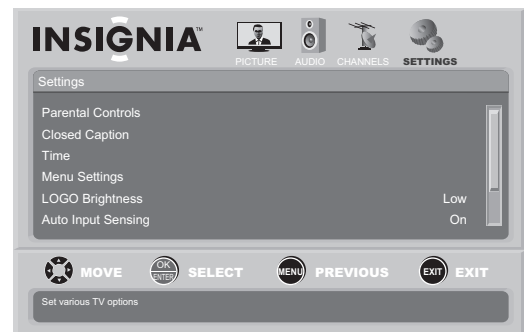 INSIGNIA™
PICTURE AUDIO CHANNELS SETTINGS
Settings
Parental Controls
Closed Caption
Time
Menu Settings
LOGO Brightness Low
Auto Input Sensing On
MOVE OK ENTER SELECT MENU PREVIOUS EXIT EXIT
Set various TV options